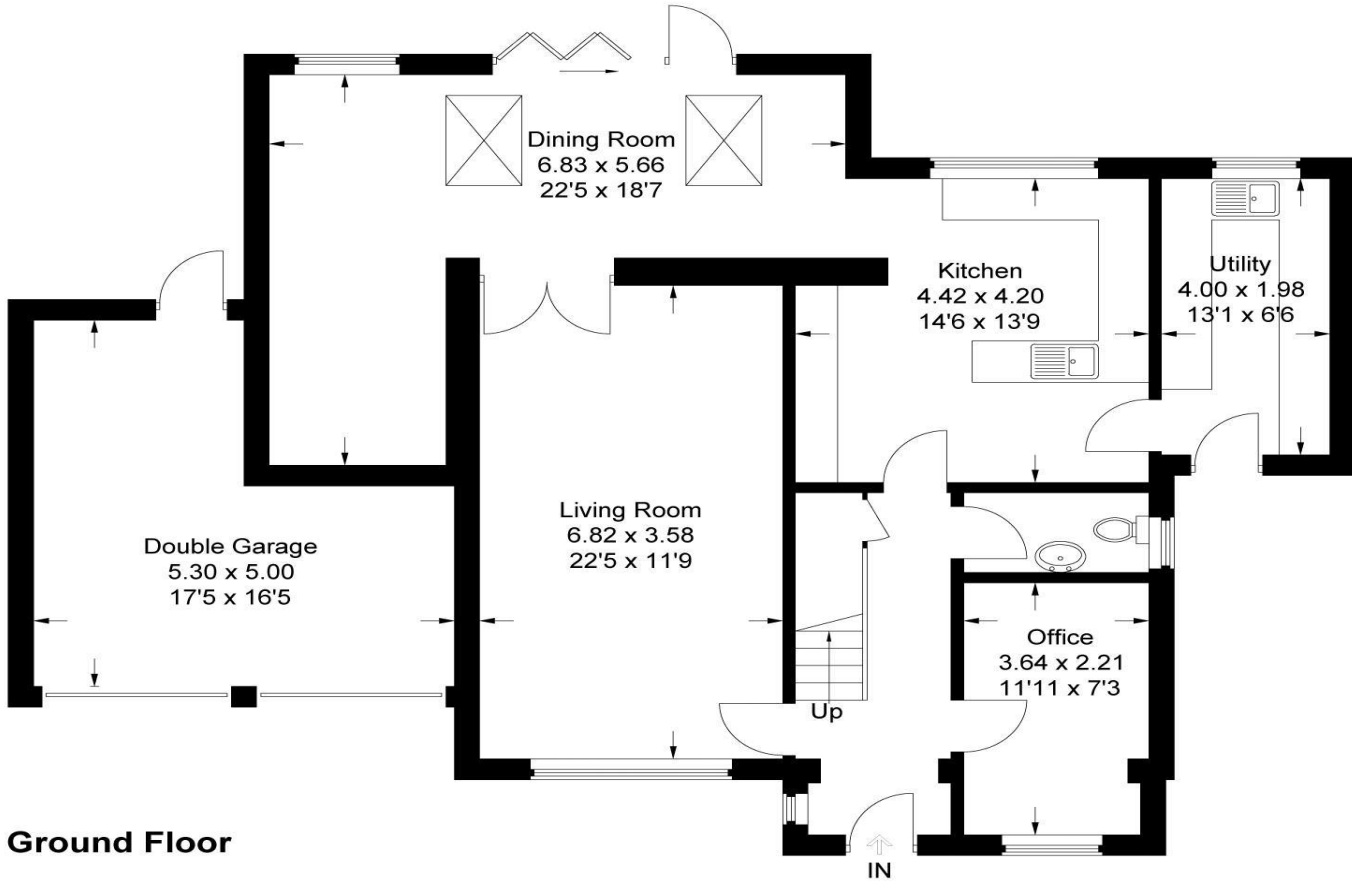 Dining Room
6.83 x 5.66
22'5 x 18'7
Kitchen
4.42 x 4.20
14'6 x 13'9
Utility
4.00 x 1.98
13'1 x 6'6
Living Room
6.82 x 3.58
22'5 x 11'9
Double Garage
5.30 x 5.00
17'5 x 16'5
Office
3.64 x 2.21
11'11 x 7'3
Up
Ground Floor
IN